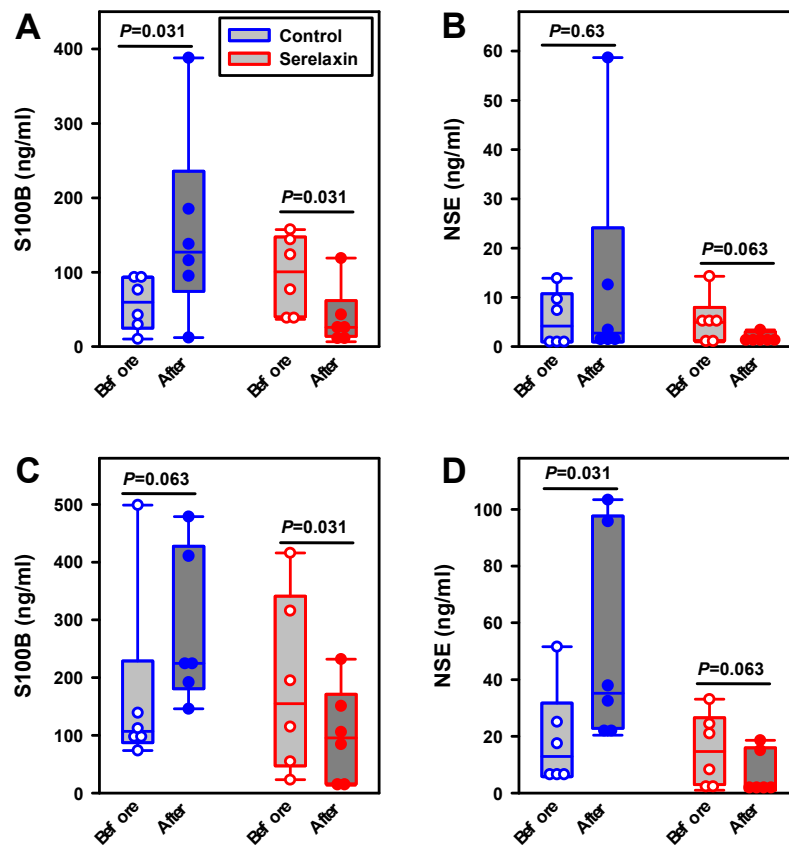 A
P=0.031
Control
Serelaxin
P=0.031
S100B (ng/ml)
400
300
200
100
0
Bef ore
After
Bef ore
After
B
P=0.63
P=0.063
NSE (ng/ml)
60
50
40
30
20
10
0
Bef ore
After
Bef ore
After
C
P=0.063
P=0.031
S100B (ng/ml)
500
400
300
200
100
0
Bef ore
After
Bef ore
After
D
P=0.031
P=0.063
NSE (ng/ml)
100
80
60
40
20
0
Bef ore
After
Bef ore
After